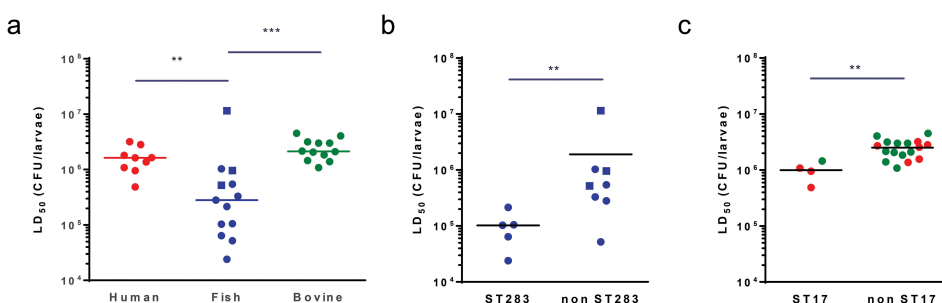 a
b
c
**
***
LD50 (CFU/larvae)
10^8
10^7
10^6
10^5
10^4
Human Fish Bovine
**
LD50 (CFU/larvae)
10^8
10^7
10^6
10^5
10^4
ST283 non ST283
**
LD50 (CFU/larvae)
10^8
10^7
10^6
10^5
10^4
ST17 non ST17